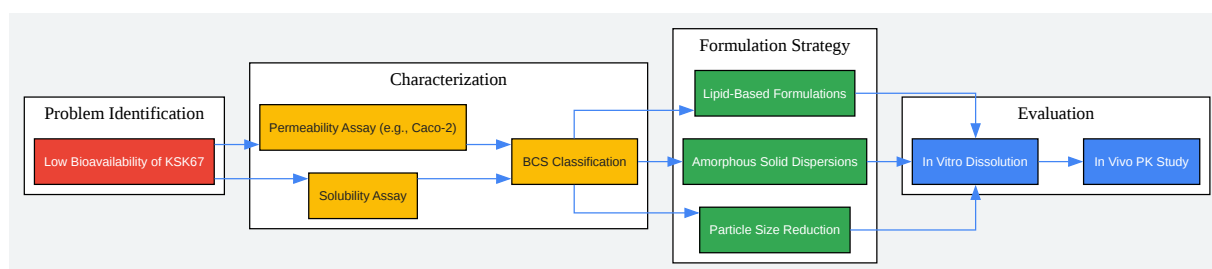 Problem Identification
Low Bioavailability of KSK67
Characterization
Permeability Assay (e.g., Caco-2)
Solubility Assay
BCS Classification
Formulation Strategy
Lipid-Based Formulations
Amorphous Solid Dispersions
Particle Size Reduction
Evaluation
In Vitro Dissolution
In Vivo PK Study